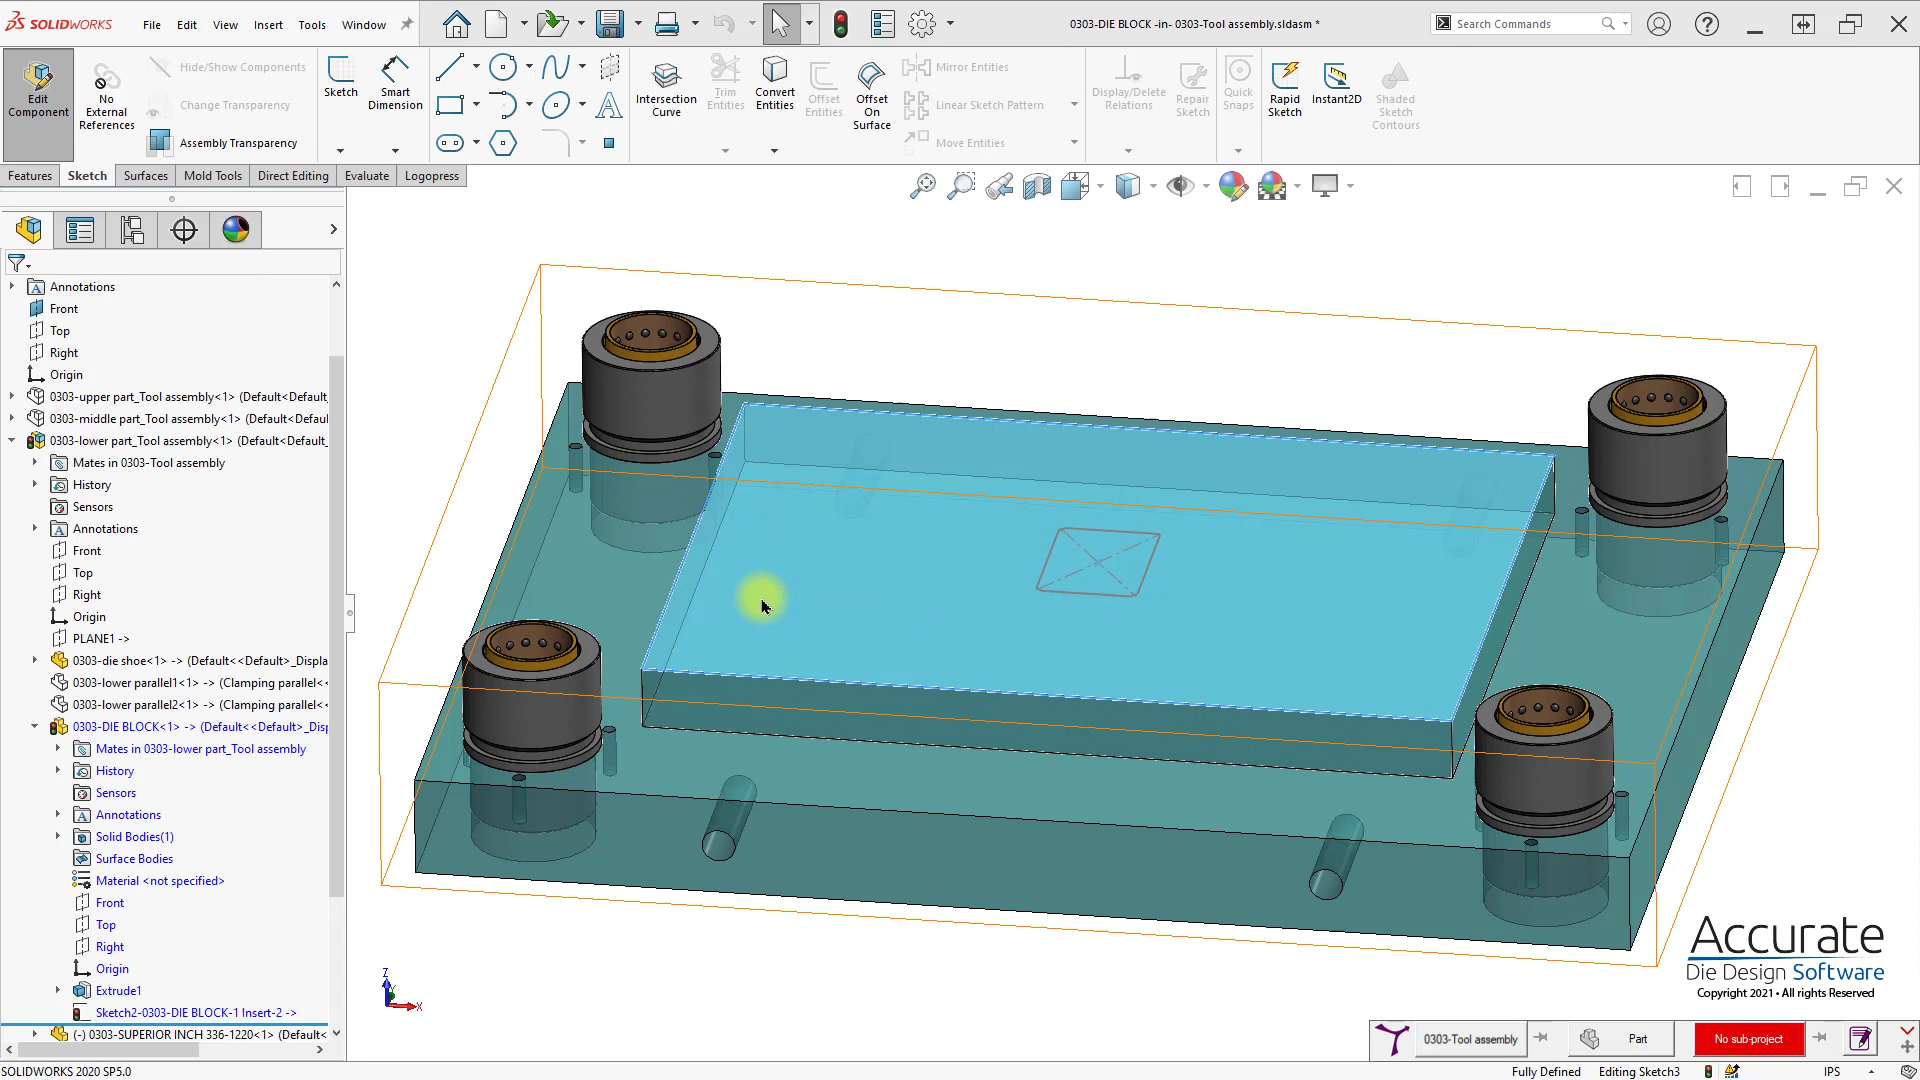 SOLIDWORKS
File Edit View Insert Tools Window
0303-DIE BLOCK -in- 0303-Tool assembly.sldasm *
Search Commands
Edit Component
No External References
Hide/Show Components
Change Transparency
Assembly Transparency
Sketch
Smart Dimension
Intersection Curve
Trim Entities
Convert Entities
Offset Entities
Offset On Surface
Mirror Entities
Linear Sketch Pattern
Move Entities
Display/Delete Relations
Repair Sketch
Quick Snaps
Rapid Sketch
Instant2D
Shaded Sketch Contours
Features Sketch Surfaces Mold Tools Direct Editing Evaluate Logopress
Annotations
Front
Top
Right
Origin
0303-upper part_Tool assembly<1> (Default<Default_
0303-middle part_Tool assembly<1> (Default<Defaul
0303-lower part_Tool assembly<1> (Default<Default_
Mates in 0303-Tool assembly
History
Sensors
Annotations
Front
Top
Right
Origin
PLANE1 ->
0303-die shoe<1> -> (Default<<Default>_Displa
0303-lower parallel1<1> -> (Clamping parallel<<
0303-lower parallel2<1> -> (Clamping parallel<<
0303-DIE BLOCK<1> -> (Default<<Default>_Disp
Mates in 0303-lower part_Tool assembly
History
Sensors
Annotations
Solid Bodies(1)
Surface Bodies
Material <not specified>
Front
Top
Right
Origin
Extrude1
Sketch2-0303-DIE BLOCK-1 Insert-2 ->
(-) 0303-SUPERIOR INCH 336-1220<1> (Default<
Z
X
Accurate
Die Design Software
Copyright 2021 • All rights Reserved
0303-Tool assembly
Part
No sub-project
SOLIDWORKS 2020 SP5.0
Fully Defined
Editing Sketch3
IPS